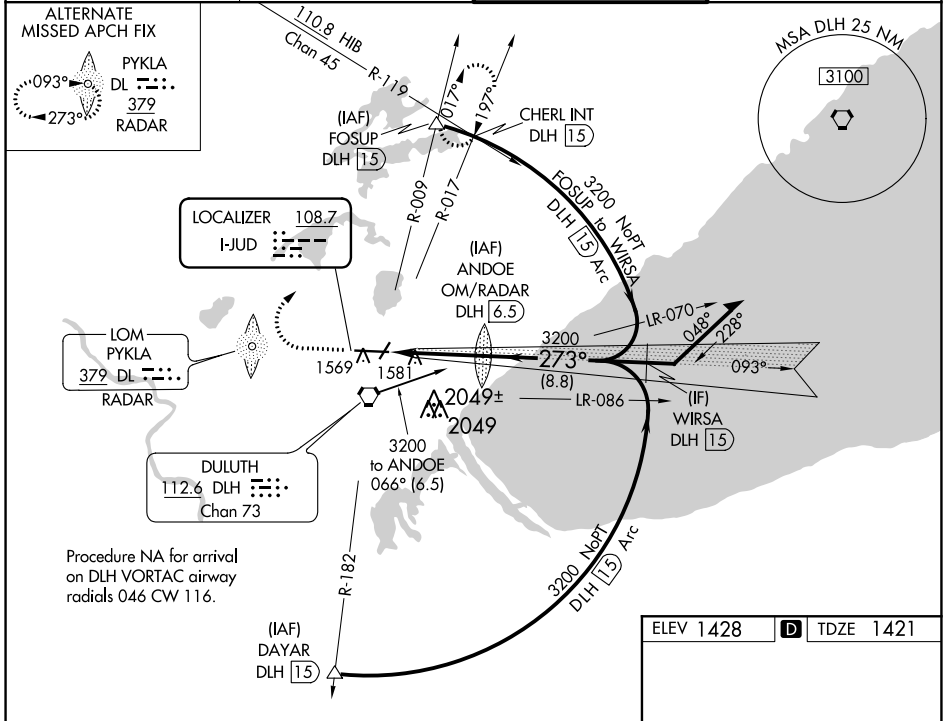 ALTERNATE
MISSED APCH FIX
PYKLA
DL
379
RADAR
093°
273°
110.8 HIB
Chan 45
R-119
017°
197°
(IAF)
FOSUP
DLH 15
CHERL INT
DLH 15
MSA DLH 25 NM
3100
R-009
R-017
3200 NoPT
FOSUP to WIRSA
DLH 15 Arc
LOCALIZER 108.7
I-JUD
(IAF)
ANDOE
OM/RADAR
DLH 6.5
LR-070
048°
228°
3200
273°
(8.8)
093°
LOM
PYKLA
379 DL
RADAR
1569
1581
2049±
2049
LR-086
(IF)
WIRSA
DLH 15
3200
to ANDOE
066° (6.5)
DULUTH
112.6 DLH
Chan 73
R-182
3200 NoPT
DLH 15 Arc
Procedure NA for arrival
on DLH VORTAC airway
radials 046 CW 116.
(IAF)
DAYAR
DLH 15
ELEV 1428 D TDZE 1421